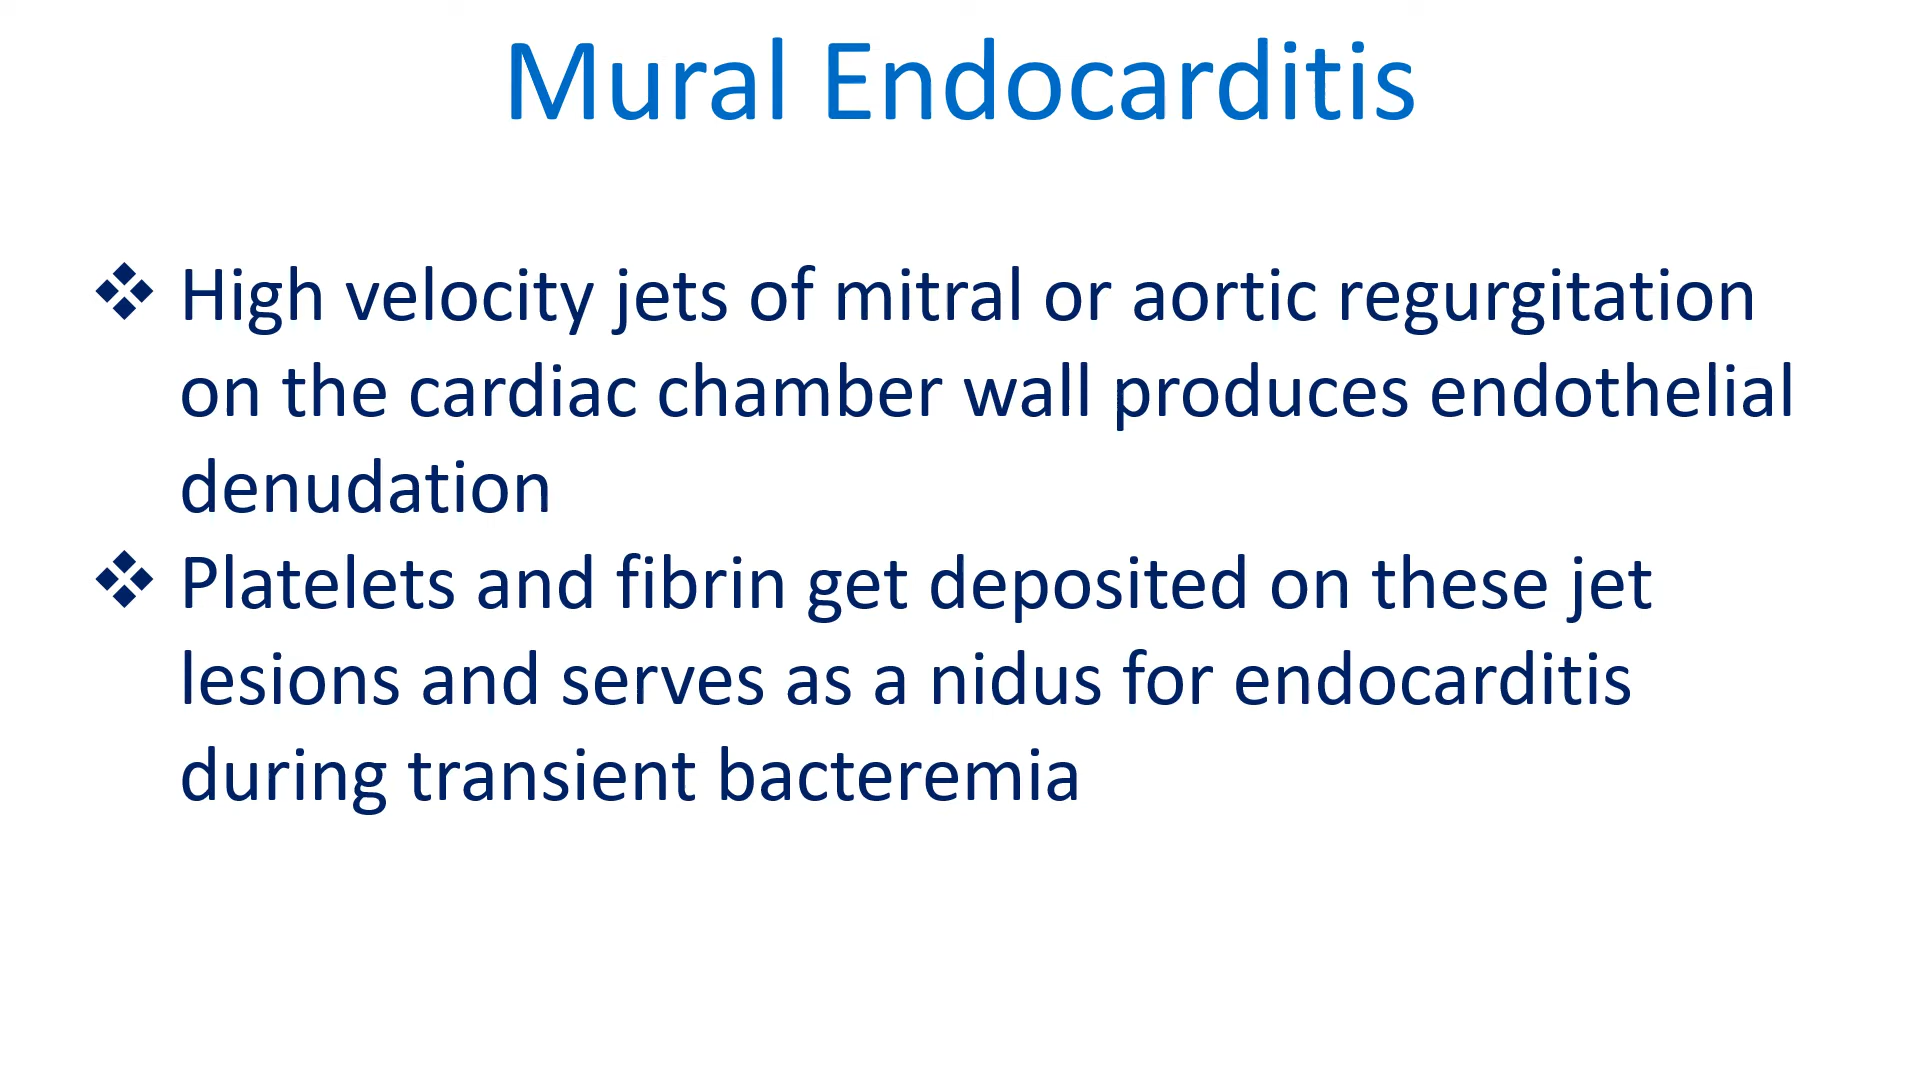 Mural Endocarditis
❖ High velocity jets of mitral or aortic regurgitation
on the cardiac chamber wall produces endothelial
denudation
❖ Platelets and fibrin get deposited on these jet
lesions and serves as a nidus for endocarditis
during transient bacteremia